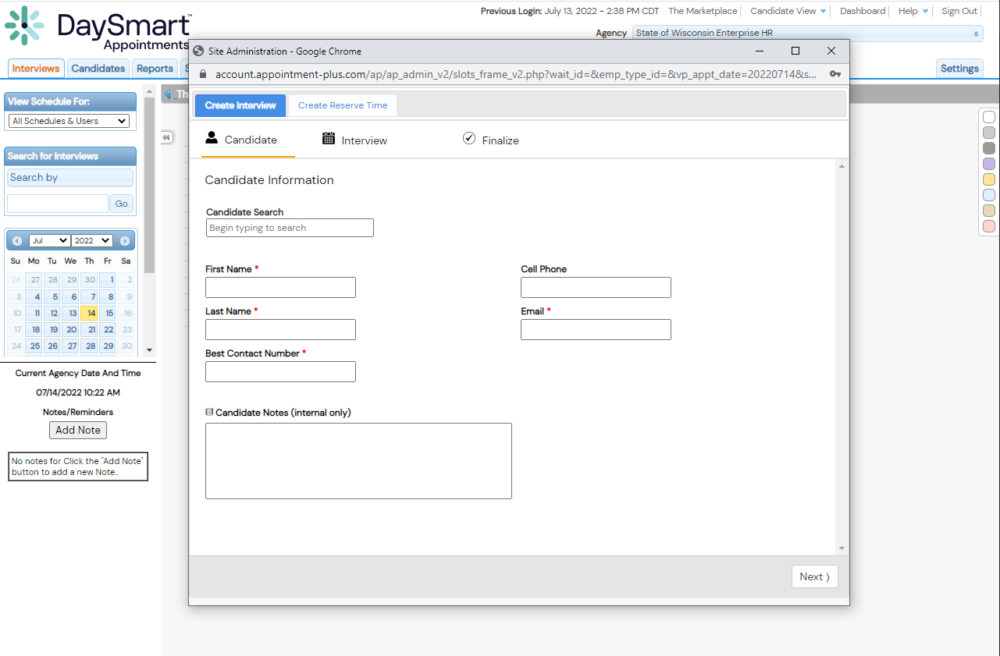 DaySmart™
Appointments
Previous Login: July 13, 2022 - 2:38 PM CDT The Marketplace Candidate View Dashboard Help Sign Out
Agency State of Wisconsin Enterprise HR
Interviews Candidates Reports S Settings
Th
Site Administration - Google Chrome
account.appointment-plus.com/ap/ap_admin_v2/slots_frame_v2.php?wait_id=&emp_type_id=&vp_appt_date=20220714&s...
Create Interview Create Reserve Time
Candidate Interview Finalize
Candidate Information
Candidate Search
Begin typing to search
First Name * Cell Phone
Last Name * Email *
Best Contact Number *
Candidate Notes (internal only)
Next ⟩
View Schedule For:
All Schedules & Users
Search for Interviews
Search by
Go
Jul 2022
Su Mo Tu We Th Fr Sa
26 27 28 29 30 1 2
3 4 5 6 7 8 9
10 11 12 13 14 15 16
17 18 19 20 21 22 23
24 25 26 27 28 29 30
Current Agency Date And Time
07/14/2022 10:22 AM
Notes/Reminders
Add Note
No notes for Click the "Add Note"
button to add a new Note..